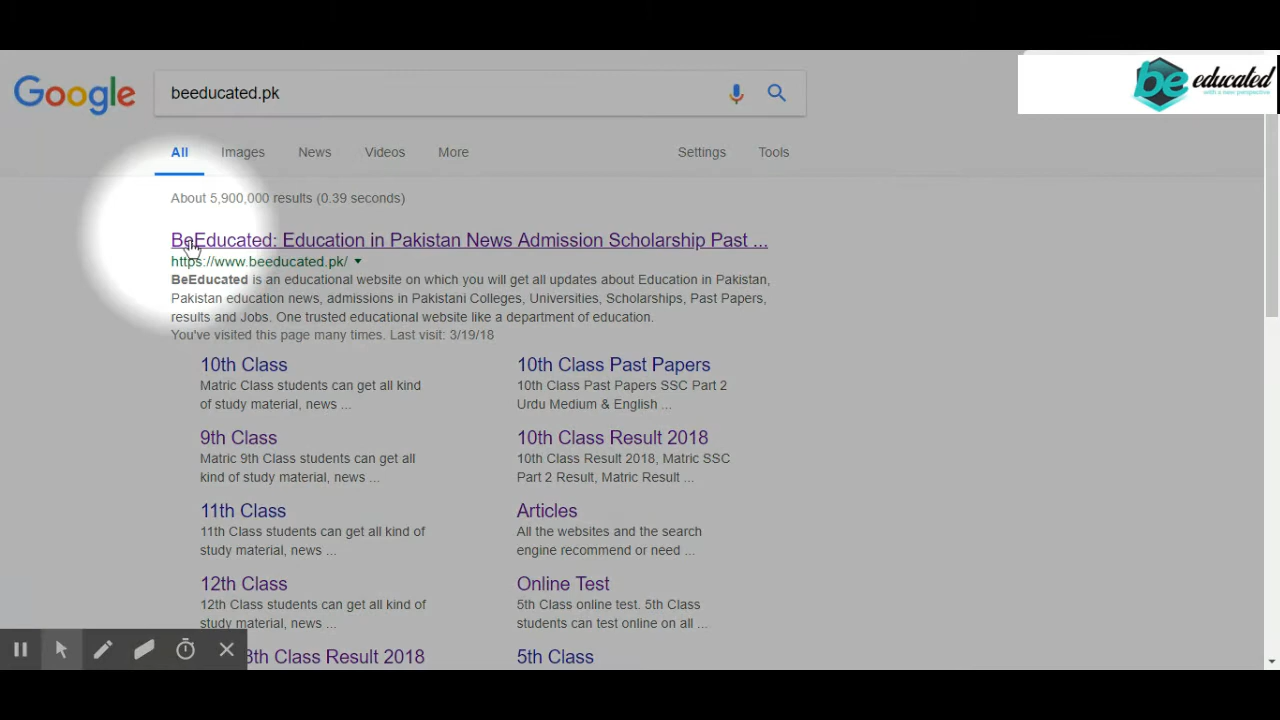 Google
beeducated.pk
be educated
with a new perspective
All Images News Videos More Settings Tools
About 5,900,000 results (0.39 seconds)
BeEducated: Education in Pakistan News Admission Scholarship Past ...
https://www.beeducated.pk/
BeEducated is an educational website on which you will get all updates about Education in Pakistan,
Pakistan education news, admissions in Pakistani Colleges, Universities, Scholarships, Past Papers,
results and Jobs. One trusted educational website like a department of education.
You've visited this page many times. Last visit: 3/19/18
10th Class
Matric Class students can get all kind
of study material, news ...
10th Class Past Papers
10th Class Past Papers SSC Part 2
Urdu Medium & English ...
9th Class
Matric 9th Class students can get all
kind of study material, news ...
10th Class Result 2018
10th Class Result 2018, Matric SSC
Part 2 Result, Matric Result ...
11th Class
11th Class students can get all kind of
study material, news ...
Articles
All the websites and the search
engine recommend or need ...
12th Class
12th Class students can get all kind of
study material, news ...
Online Test
5th Class online test. 5th Class
students can test online on all ...
8th Class Result 2018
5th Class